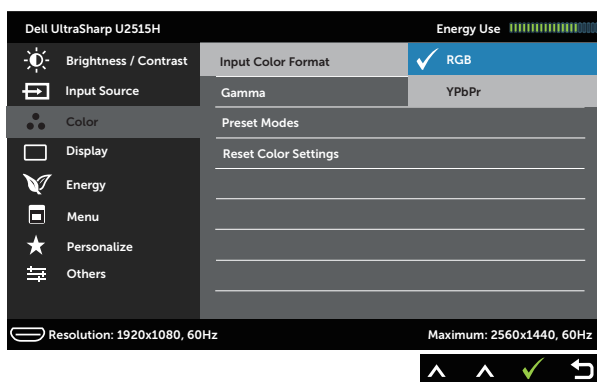 Dell UltraSharp U2515H
Energy Use
Brightness / Contrast
Input Color Format
RGB
Input Source
Gamma
YPbPr
Color
Preset Modes
Display
Reset Color Settings
Energy
Menu
Personalize
Others
Resolution: 1920x1080, 60Hz
Maximum: 2560x1440, 60Hz